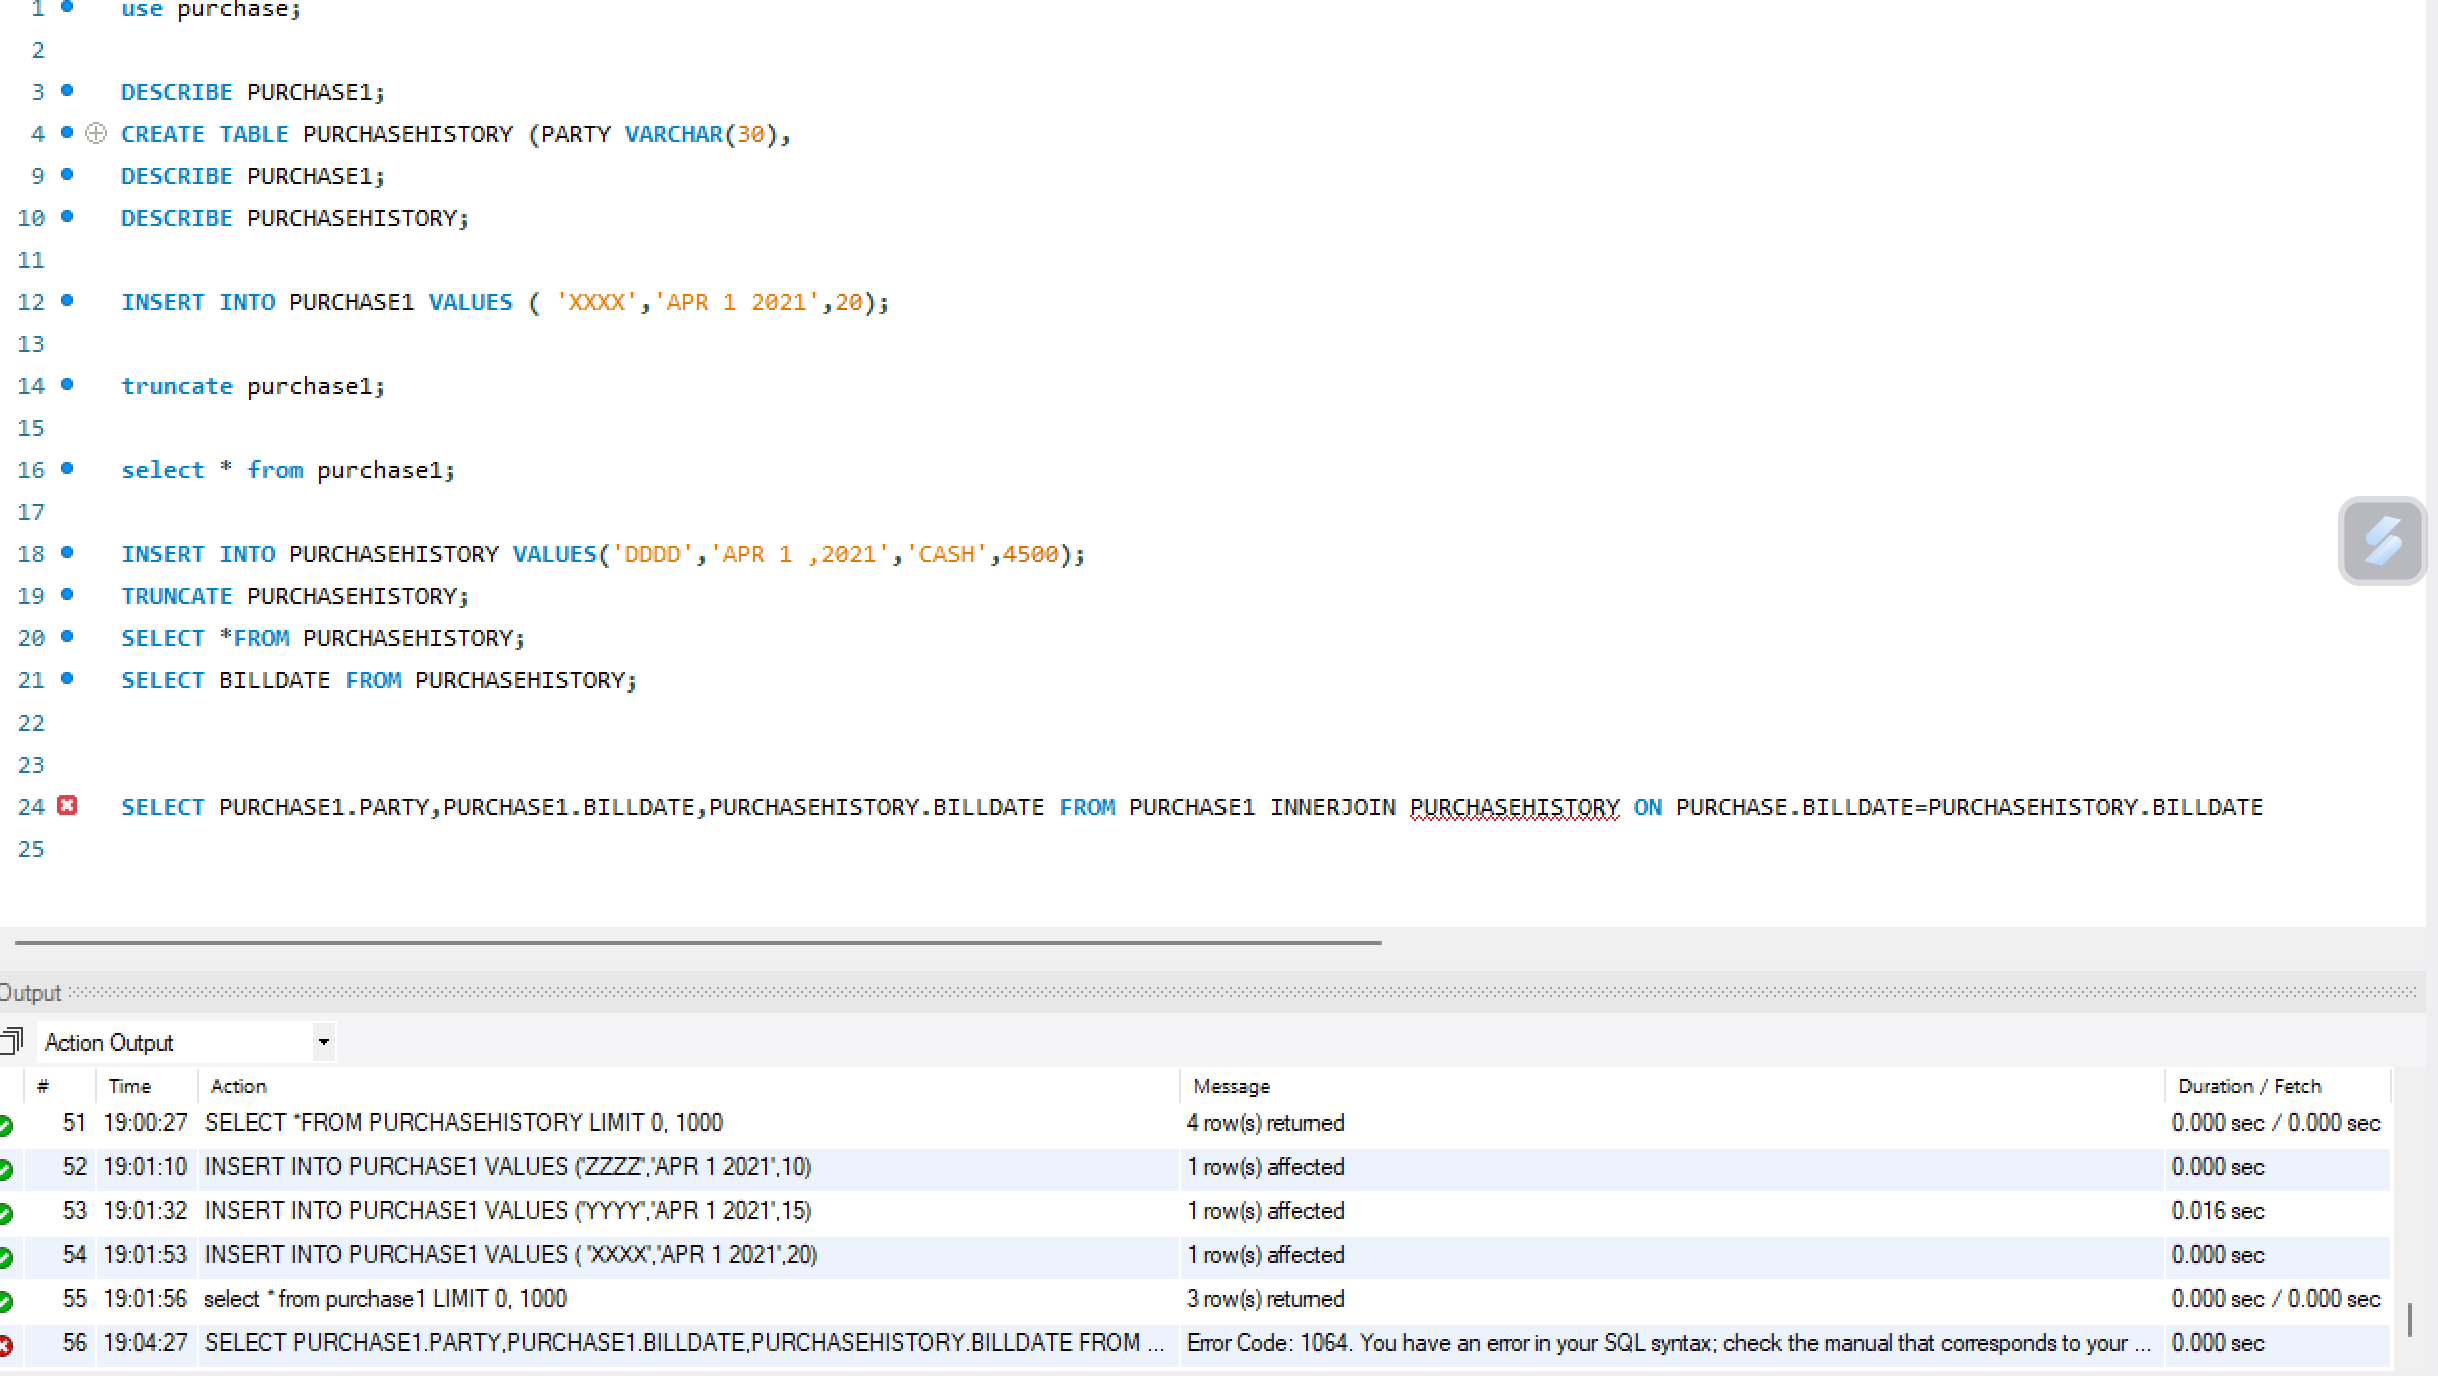 1 use purchase;
2
3 DESCRIBE PURCHASE1;
4 CREATE TABLE PURCHASEHISTORY (PARTY VARCHAR(30),
9 DESCRIBE PURCHASE1;
10 DESCRIBE PURCHASEHISTORY;
11
12 INSERT INTO PURCHASE1 VALUES ( 'XXXX','APR 1 2021',20);
13
14 truncate purchase1;
15
16 select * from purchase1;
17
18 INSERT INTO PURCHASEHISTORY VALUES('DDDD','APR 1 ,2021','CASH',4500);
19 TRUNCATE PURCHASEHISTORY;
20 SELECT *FROM PURCHASEHISTORY;
21 SELECT BILLDATE FROM PURCHASEHISTORY;
22
23
24 SELECT PURCHASE1.PARTY,PURCHASE1.BILLDATE,PURCHASEHISTORY.BILLDATE FROM PURCHASE1 INNERJOIN PURCHASEHISTORY ON PURCHASE.BILLDATE=PURCHASEHISTORY.BILLDATE
25
Output
Action Output
# Time Action Message Duration / Fetch
51 19:00:27 SELECT *FROM PURCHASEHISTORY LIMIT 0, 1000 4 row(s) returned 0.000 sec / 0.000 sec
52 19:01:10 INSERT INTO PURCHASE1 VALUES ('ZZZZ','APR 1 2021',10) 1 row(s) affected 0.000 sec
53 19:01:32 INSERT INTO PURCHASE1 VALUES ('YYYY','APR 1 2021',15) 1 row(s) affected 0.016 sec
54 19:01:53 INSERT INTO PURCHASE1 VALUES ( 'XXXX','APR 1 2021',20) 1 row(s) affected 0.000 sec
55 19:01:56 select * from purchase1 LIMIT 0, 1000 3 row(s) returned 0.000 sec / 0.000 sec
56 19:04:27 SELECT PURCHASE1.PARTY,PURCHASE1.BILLDATE,PURCHASEHISTORY.BILLDATE FROM ... Error Code: 1064. You have an error in your SQL syntax; check the manual that corresponds to your ... 0.000 sec